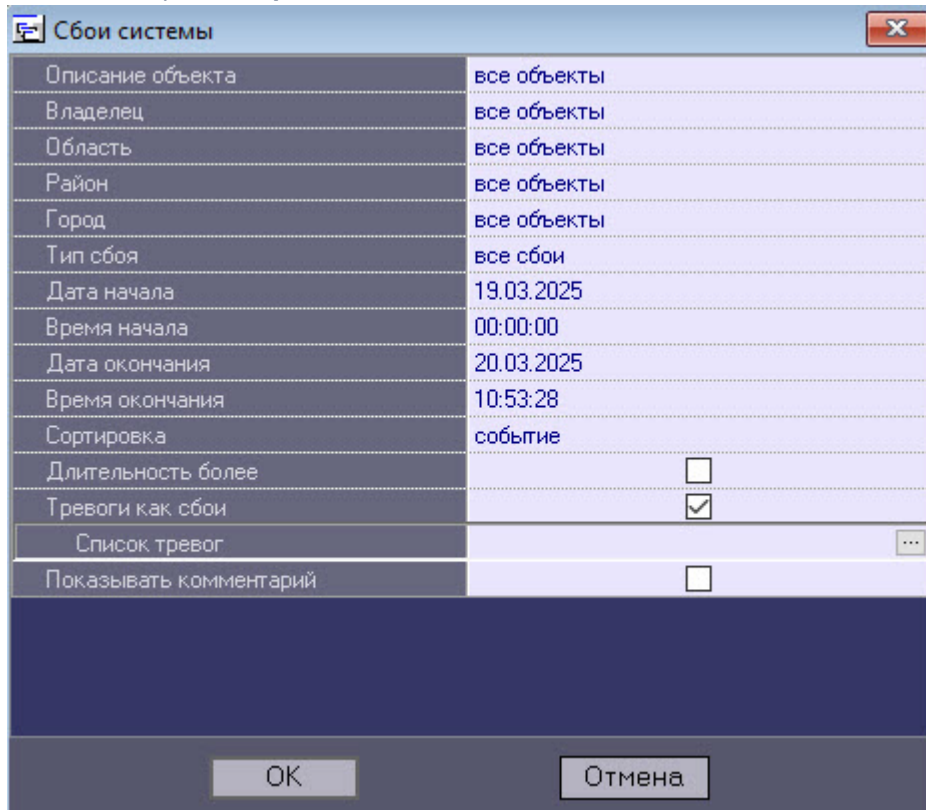 Сбои системы
Описание объекта все объекты
Владелец все объекты
Область все объекты
Район все объекты
Город все объекты
Тип сбоя все сбои
Дата начала 19.03.2025
Время начала 00:00:00
Дата окончания 20.03.2025
Время окончания 10:53:28
Сортировка событие
Длительность более
Тревоги как сбои
Список тревог ...
Показывать комментарий
OK Отмена